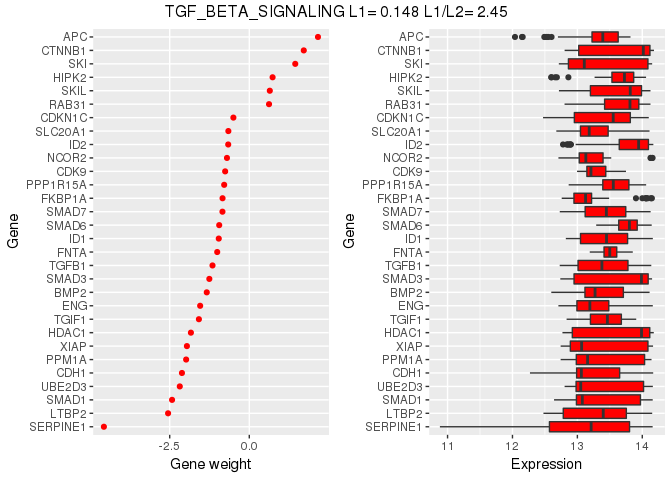 TGF_BETA_SIGNALING L1= 0.148 L1/L2= 2.45
Gene
APC
CTNNB1
SKI
HIPK2
SKIL
RAB31
CDKN1C
SLC20A1
ID2
NCOR2
CDK9
PPP1R15A
FKBP1A
SMAD7
SMAD6
ID1
FNTA
TGFB1
SMAD3
BMP2
ENG
TGIF1
HDAC1
XIAP
PPM1A
CDH1
UBE2D3
SMAD1
LTBP2
SERPINE1
-2.5 0.0
Gene weight
Gene
APC
CTNNB1
SKI
HIPK2
SKIL
RAB31
CDKN1C
SLC20A1
ID2
NCOR2
CDK9
PPP1R15A
FKBP1A
SMAD7
SMAD6
ID1
FNTA
TGFB1
SMAD3
BMP2
ENG
TGIF1
HDAC1
XIAP
PPM1A
CDH1
UBE2D3
SMAD1
LTBP2
SERPINE1
11 12 13 14
Expression